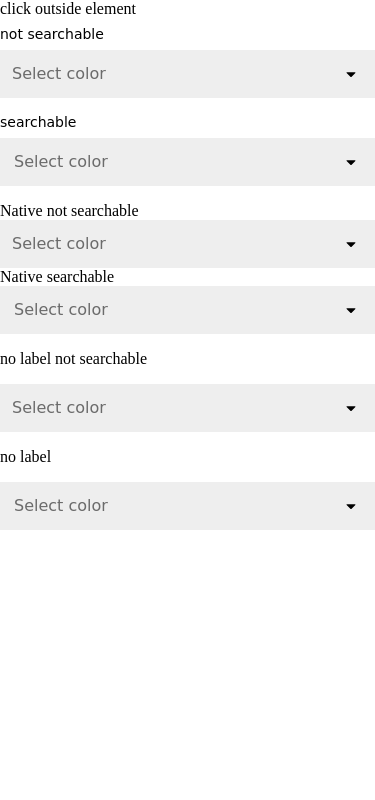 click outside element
not searchable
Select color
searchable
Select color
Native not searchable
Select color
Native searchable
Select color
no label not searchable
Select color
no label
Select color